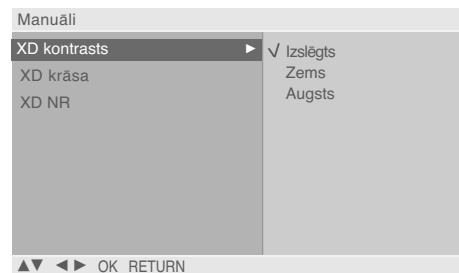 Manuāli
XD kontrasts ►
XD krāsa
XD NR
√ Izslēgts
Zems
Augsts
▲▼ ◄► OK RETURN